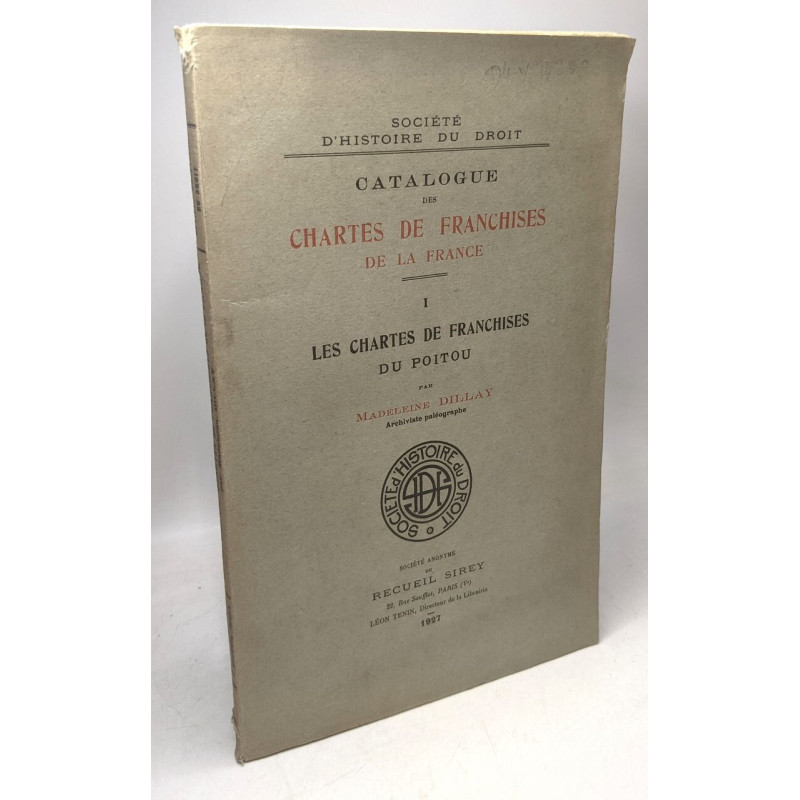 SOCIÉTÉ
D'HISTOIRE DU DROIT
CATALOGUE
DES
CHARTES DE FRANCHISES
DE LA FRANCE
I
LES CHARTES DE FRANCHISES
DU POITOU
PAR
MADELEINE DILLAY
Archiviste paléographe
SOCIÉTÉ d'HISTOIRE du DROIT
SOCIÉTÉ ANONYME
DU
RECUEIL SIREY
22, Rue Soufflot, PARIS (Vᵉ)
LÉON TENIN, Directeur de la Librairie
1927